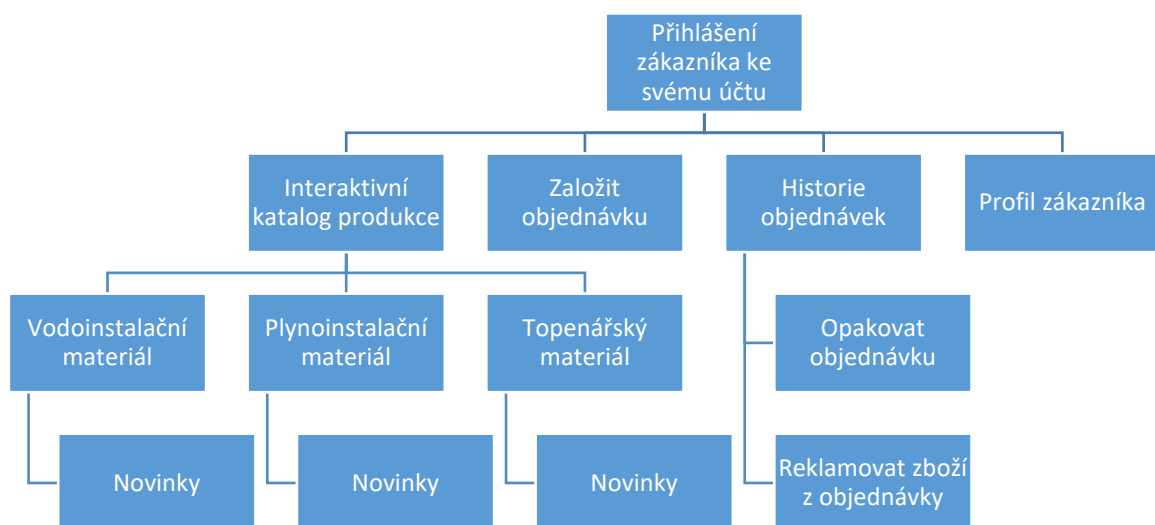 Přihlášení
zákazníka ke
svému účtu
Interaktivní
katalog produkce
Založit
objednávku
Historie
objednávek
Profil zákazníka
Vodoinstalační
materiál
Plynoinstalační
materiál
Topenářský
materiál
Opakovat
objednávku
Novinky
Novinky
Novinky
Reklamovat zboží
z objednávky